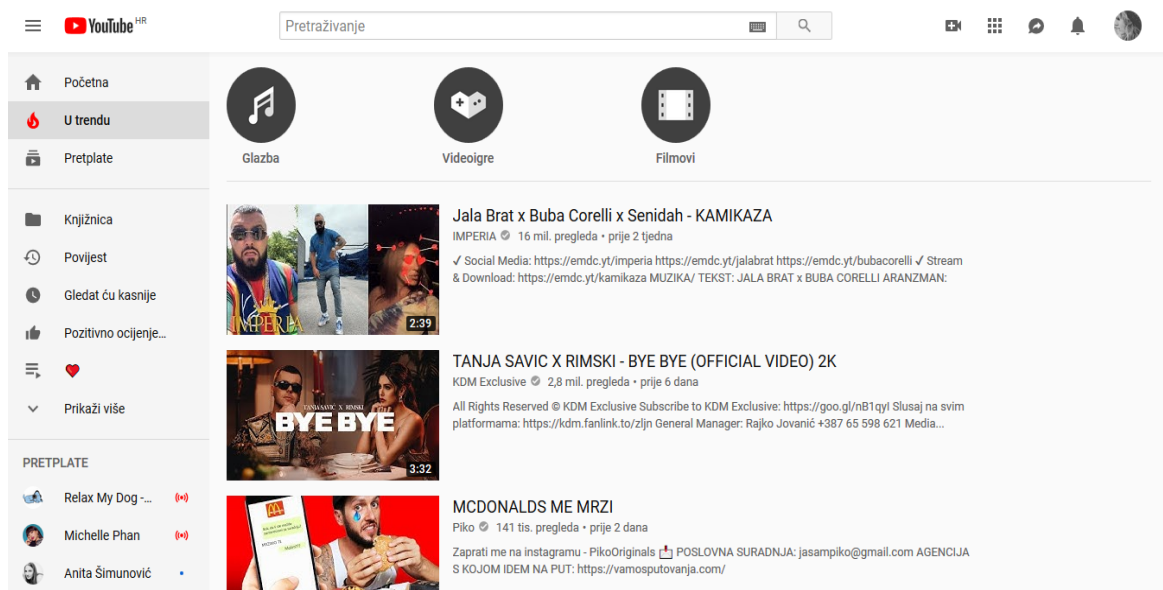 YouTube HR
Pretraživanje
Početna
U trendu
Pretplate
Knjižnica
Povijest
Gledat ću kasnije
Pozitivno ocijenje...
Prikaži više
PRETPLATE
Relax My Dog -...
Michelle Phan
Anita Šimunović
Glazba
Videoigre
Filmovi
IMPERIA
2:39
Jala Brat x Buba Corelli x Senidah - KAMIKAZA
IMPERIA 16 mil. pregleda • prije 2 tjedna
✓ Social Media: https://emdc.yt/imperia https://emdc.yt/jalabrat https://emdc.yt/bubacorelli ✓ Stream
& Download: https://emdc.yt/kamikaza MUZIKA/ TEKST: JALA BRAT x BUBA CORELLI ARANZMAN:
TANJA SAVIC X RIMSKI
BYE BYE
3:32
TANJA SAVIC X RIMSKI - BYE BYE (OFFICIAL VIDEO) 2K
KDM Exclusive 2,8 mil. pregleda • prije 6 dana
All Rights Reserved © KDM Exclusive Subscribe to KDM Exclusive: https://goo.gl/nB1qyI Slusaj na svim
platformama: https://kdm.fanlink.to/zljn General Manager: Rajko Jovanić +387 65 598 621 Media...
MCDONALDS ME MRZI
Piko 141 tis. pregleda • prije 2 dana
Zaprati me na instagramu - PikoOriginals 📩 POSLOVNA SURADNJA: jasampiko@gmail.com AGENCIJA
S KOJOM IDEM NA PUT: https://vamosputovanja.com/